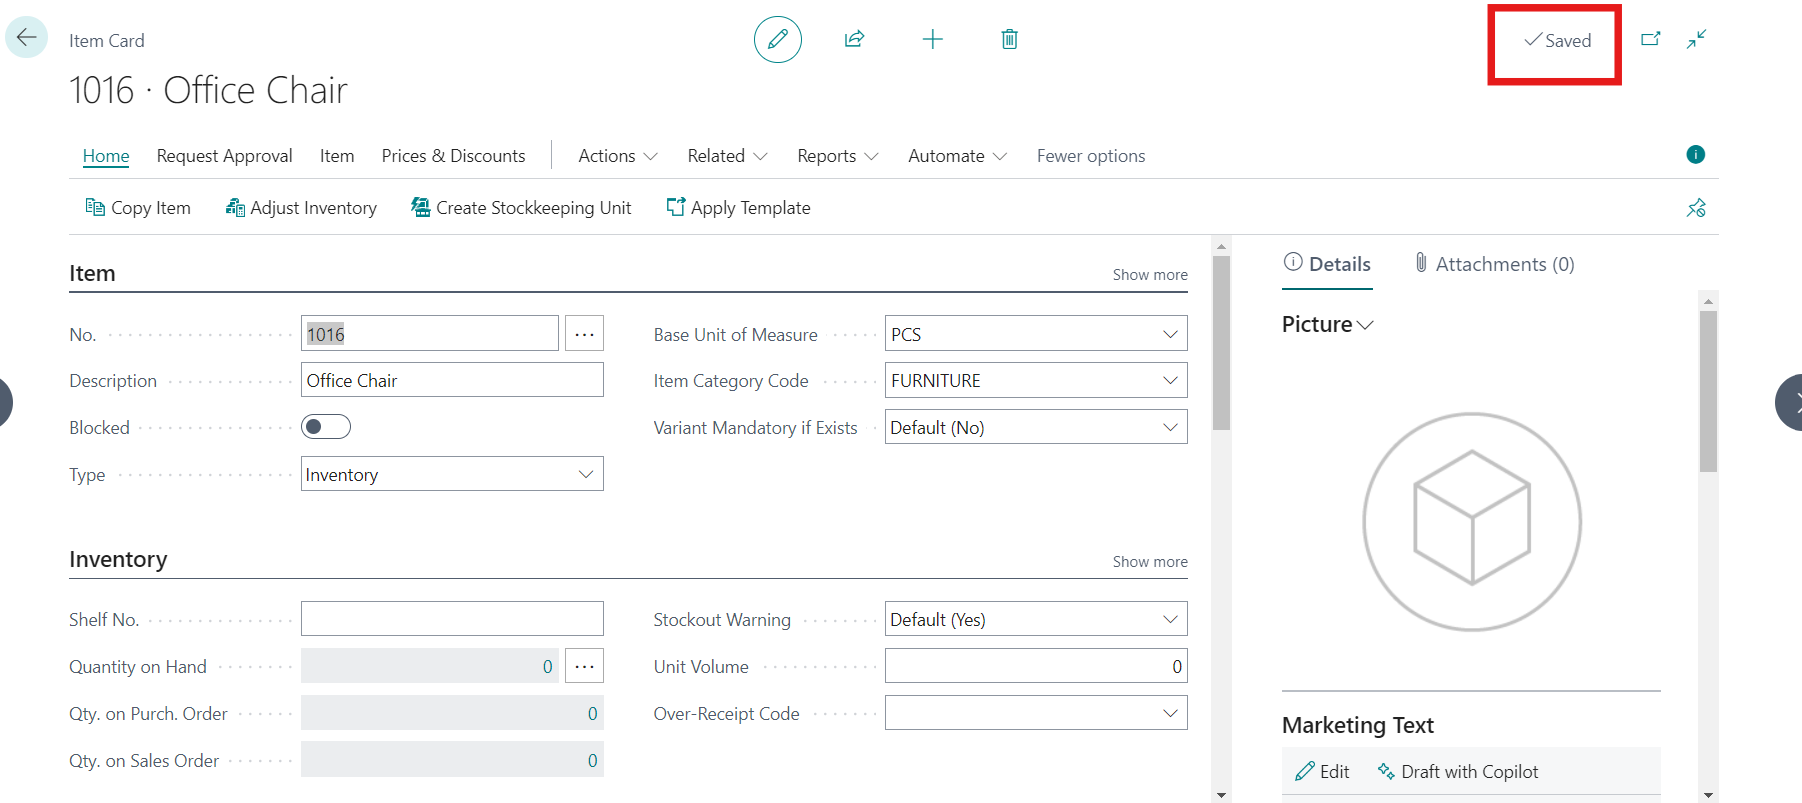 Item Card
Saved
1016 · Office Chair
Home Request Approval Item Prices & Discounts Actions Related Reports Automate Fewer options
Copy Item Adjust Inventory Create Stockkeeping Unit Apply Template
Item Show more
No. 1016
Description Office Chair
Blocked
Type Inventory
Base Unit of Measure PCS
Item Category Code FURNITURE
Variant Mandatory if Exists Default (No)
Inventory Show more
Shelf No.
Quantity on Hand 0
Qty. on Purch. Order 0
Qty. on Sales Order 0
Stockout Warning Default (Yes)
Unit Volume 0
Over-Receipt Code
Details Attachments (0)
Picture
Marketing Text
Edit Draft with Copilot